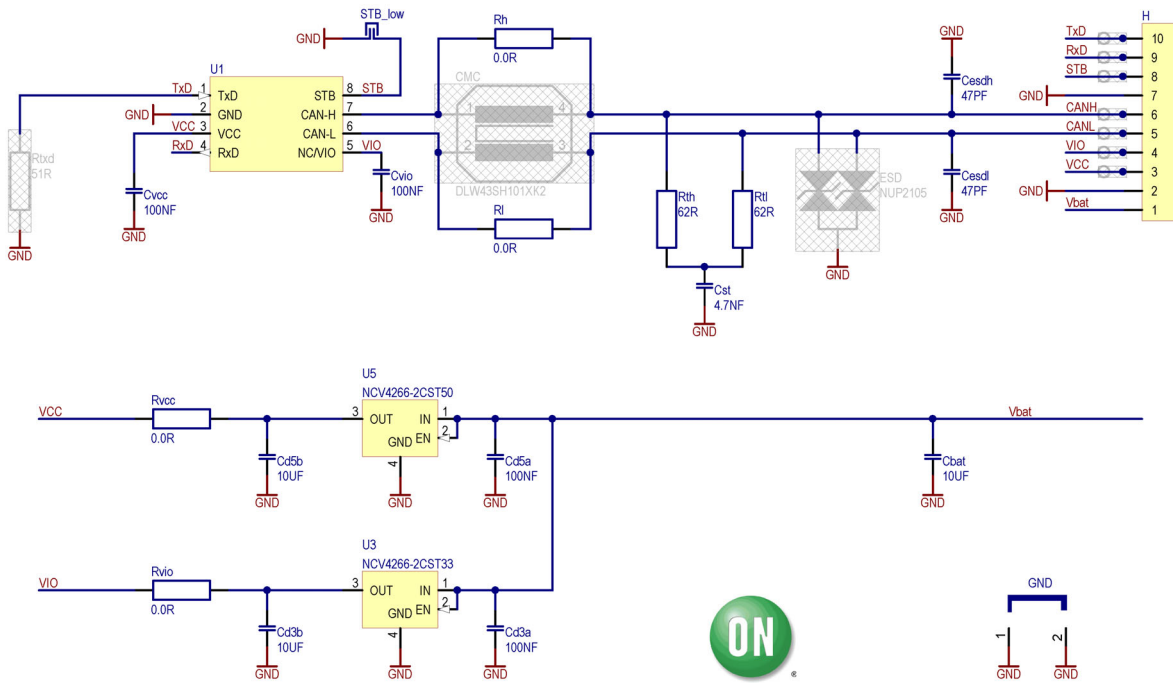 STB_low
GND
Rh
0.0R
GND
H
U1
CMC
TxD 1 TxD STB 8 STB
GND 2 GND CAN-H 7
VCC 3 VCC CAN-L 6
RxD 4 RxD NC/VIO 5 VIO
1 4
2 3
DLW43SH101XK2
Rtxd
51R
GND
Cvcc
100NF
GND
Cvio
100NF
GND
Rl
0.0R
Cesdh
47PF
TxD 10
RxD 9
STB 8
GND 7
CANH 6
CANL 5
VIO 4
VCC 3
GND 2
Vbat 1
Rth
62R
Rtl
62R
ESD
NUP2105
GND
Cesdl
47PF
GND
Cst
4.7NF
GND
U5
NCV4266-2CST50
VCC
Rvcc
0.0R
3 OUT IN 1
GND EN 2
4
GND
Cd5b
10UF
GND
Cd5a
100NF
GND
Vbat
Cbat
10UF
GND
U3
NCV4266-2CST33
VIO
Rvio
0.0R
3 OUT IN 1
GND EN 2
4
GND
Cd3b
10UF
GND
Cd3a
100NF
GND
ON
®
GND
1 2
GND GND